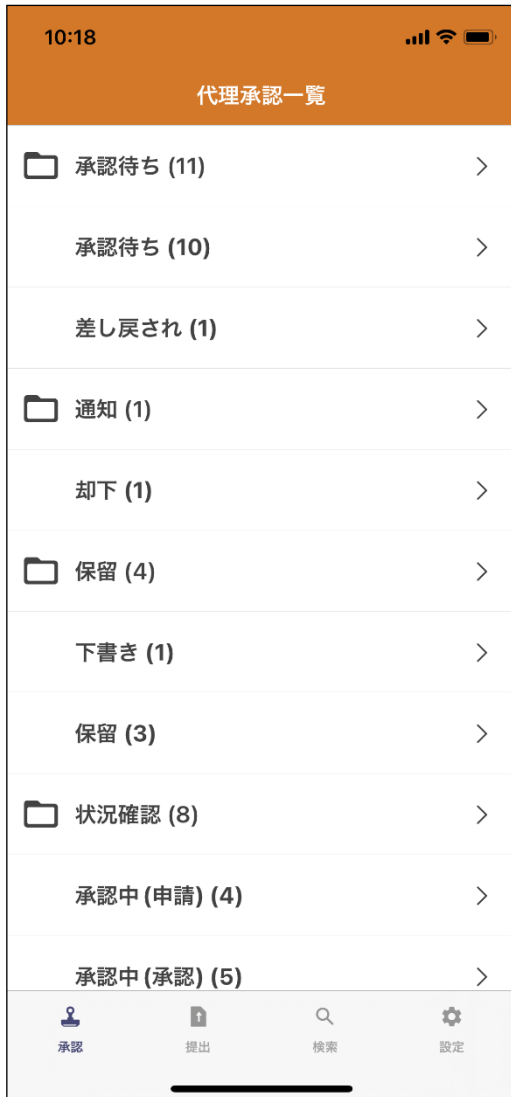 10:18
代理承認一覧
承認待ち (11)
承認待ち (10)
差し戻され (1)
通知 (1)
却下 (1)
保留 (4)
下書き (1)
保留 (3)
状況確認 (8)
承認中 (申請) (4)
承認中 (承認) (5)
承認 提出 検索 設定